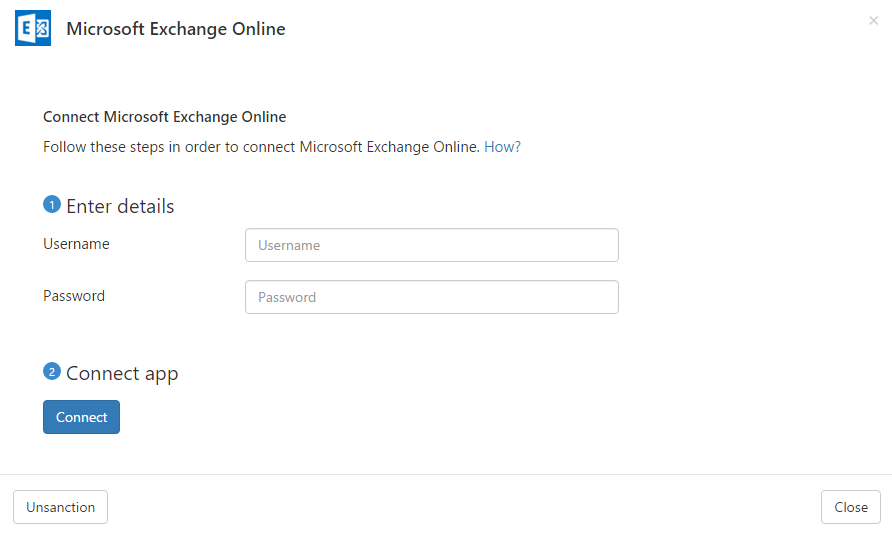 Microsoft Exchange Online
×
Connect Microsoft Exchange Online
Follow these steps in order to connect Microsoft Exchange Online. How?
1 Enter details
Username Username
Password Password
2 Connect app
Connect
Unsanction Close